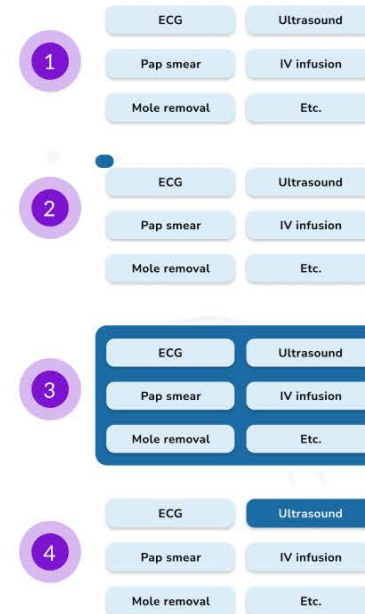 ECG Ultrasound
1
Pap smear IV infusion
Mole removal Etc.
ECG Ultrasound
2
Pap smear IV infusion
Mole removal Etc.
ECG Ultrasound
3
Pap smear IV infusion
Mole removal Etc.
ECG Ultrasound
4
Pap smear IV infusion
Mole removal Etc.